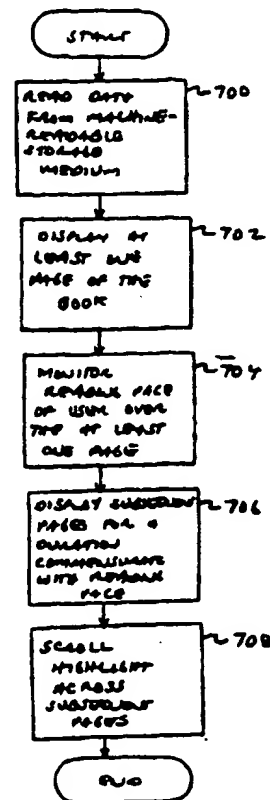 START
READ DATA
700
FROM MACHINE-
READABLE
STORAGE
MEDIUM
DISPLAY AT
702
LEAST ONE
PAGE OF THE
BOOK
MONITOR
704
READING PACE
OF USER OVER
THE AT LEAST
ONE PAGE
DISPLAY SUBSEQUENT
706
PAGES FOR A
DURATION
COMMENSURATE
WITH READING
PACE
SCROLL
708
HIGHLIGHT
ACROSS
SUBSEQUENT
PAGES
END